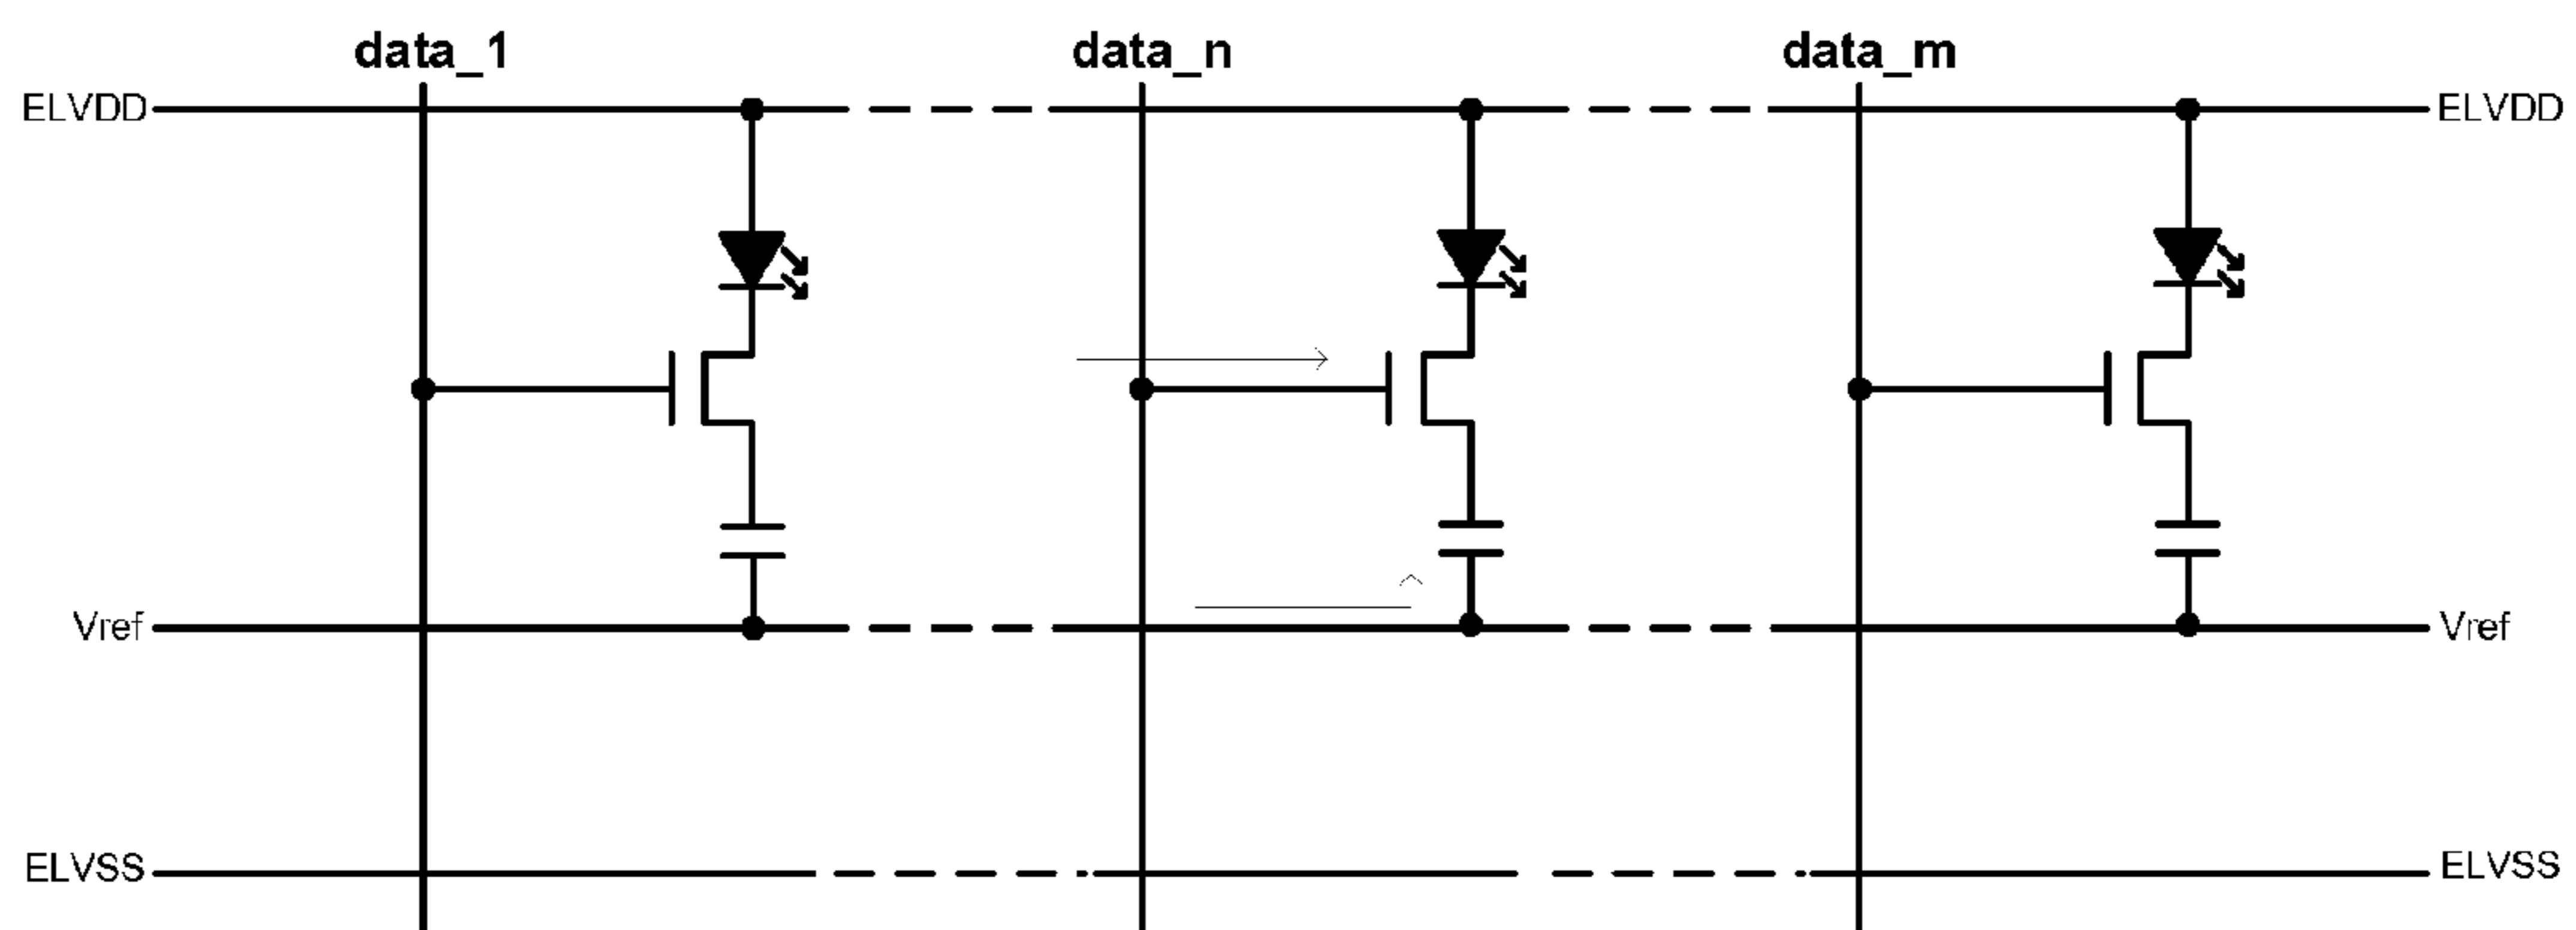 data_1 data_n data_m
ELVDD ELVDD
Vref Vref
ELVSS ELVSS